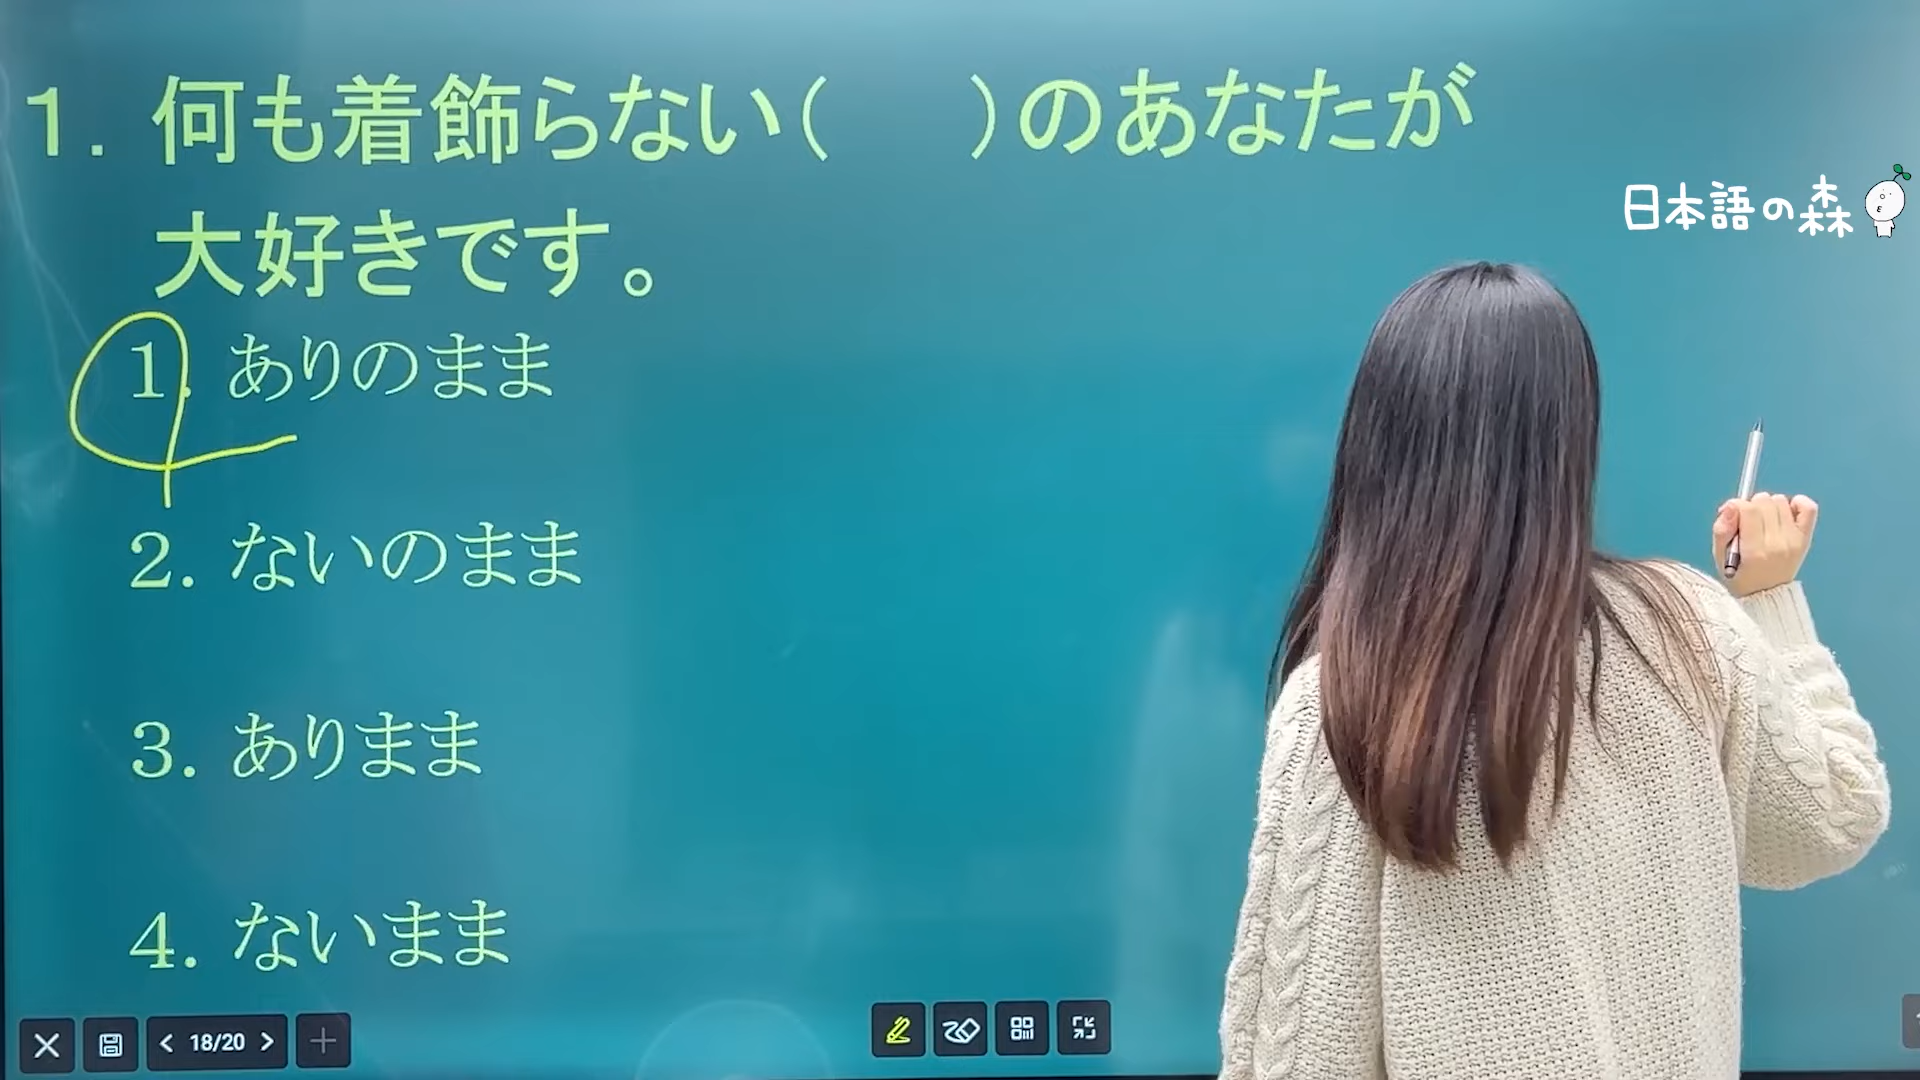 1. 何も着飾らない(　　)のあなたが
大好きです。
日本語の森
1. ありのまま
2. ないのまま
3. ありまま
4. ないまま
18/20